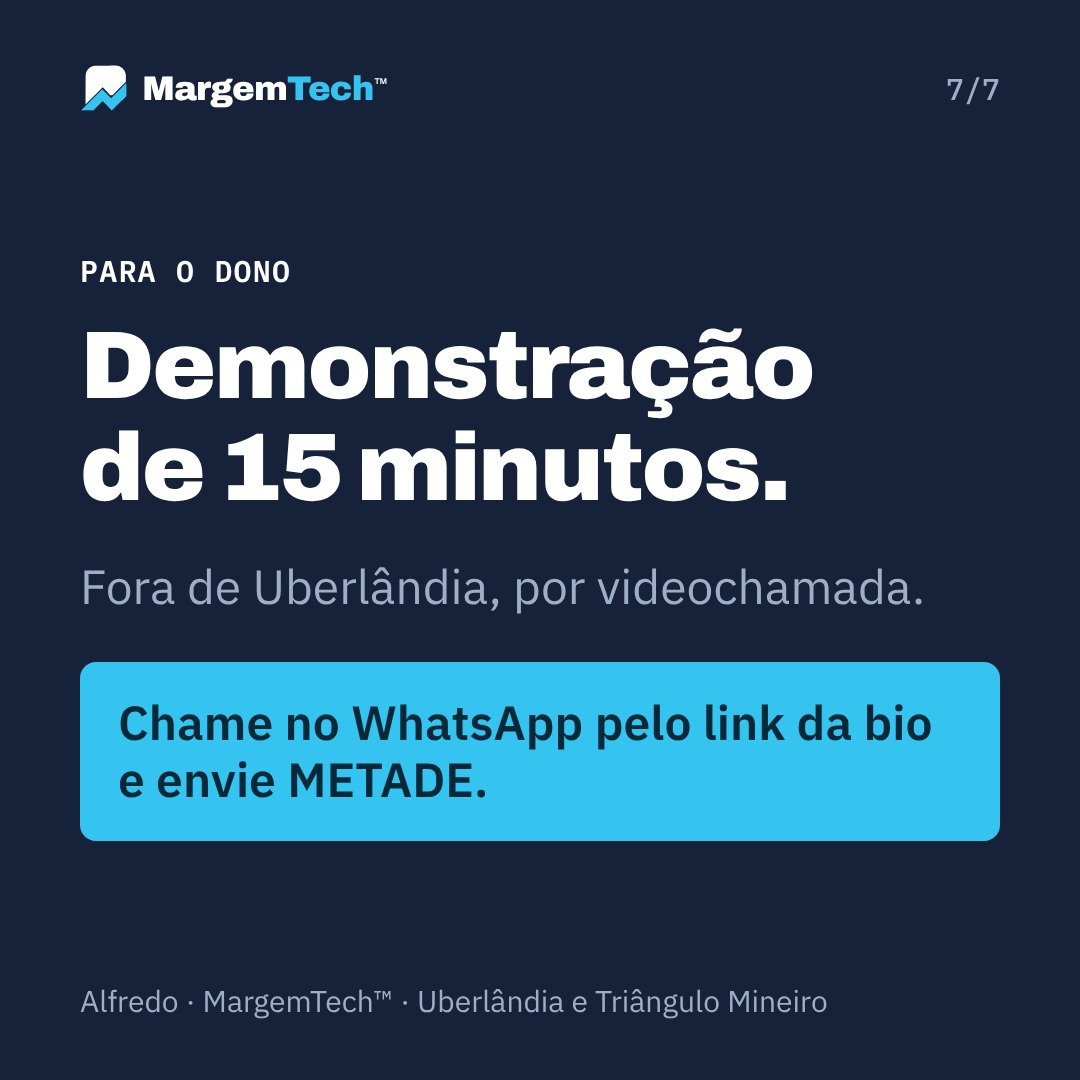 MargemTech™
7/7
PARA O DONO
Demonstração
de 15 minutos.
Fora de Uberlândia, por videochamada.
Chame no WhatsApp pelo link da bio
e envie METADE.
Alfredo · MargemTech™ · Uberlândia e Triângulo Mineiro